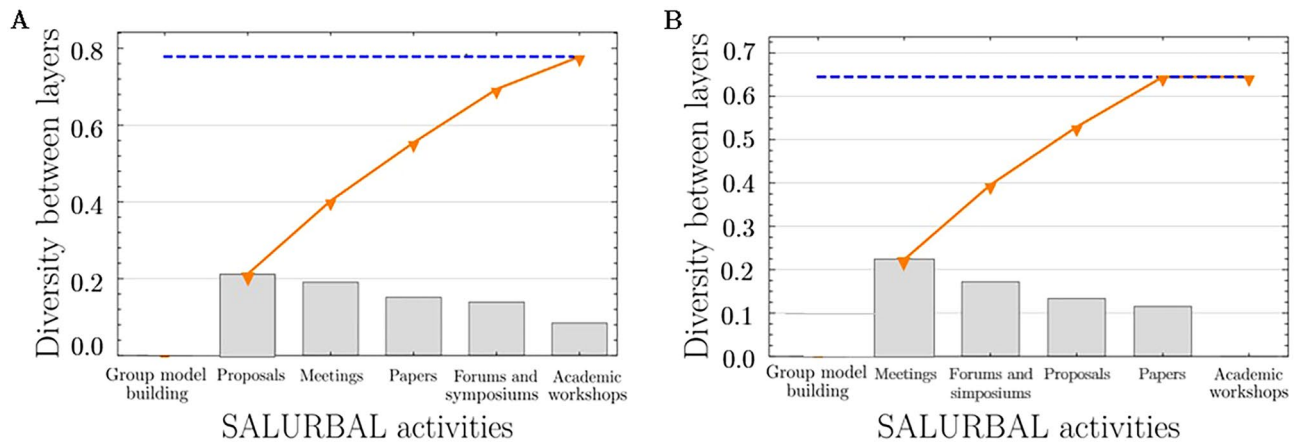 A
Diversity between layers
0.8
0.6
0.4
0.2
0.0
Group model
building
Proposals
Meetings
Papers
Forums and
symposiums
Academic
workshops
SALURBAL activities
B
Diversity between layers
0.7
0.6
0.5
0.4
0.3
0.2
0.1
0.0
Group model
building
Meetings
Forums and
simposiums
Proposals
Papers
Academic
workshops
SALURBAL activities